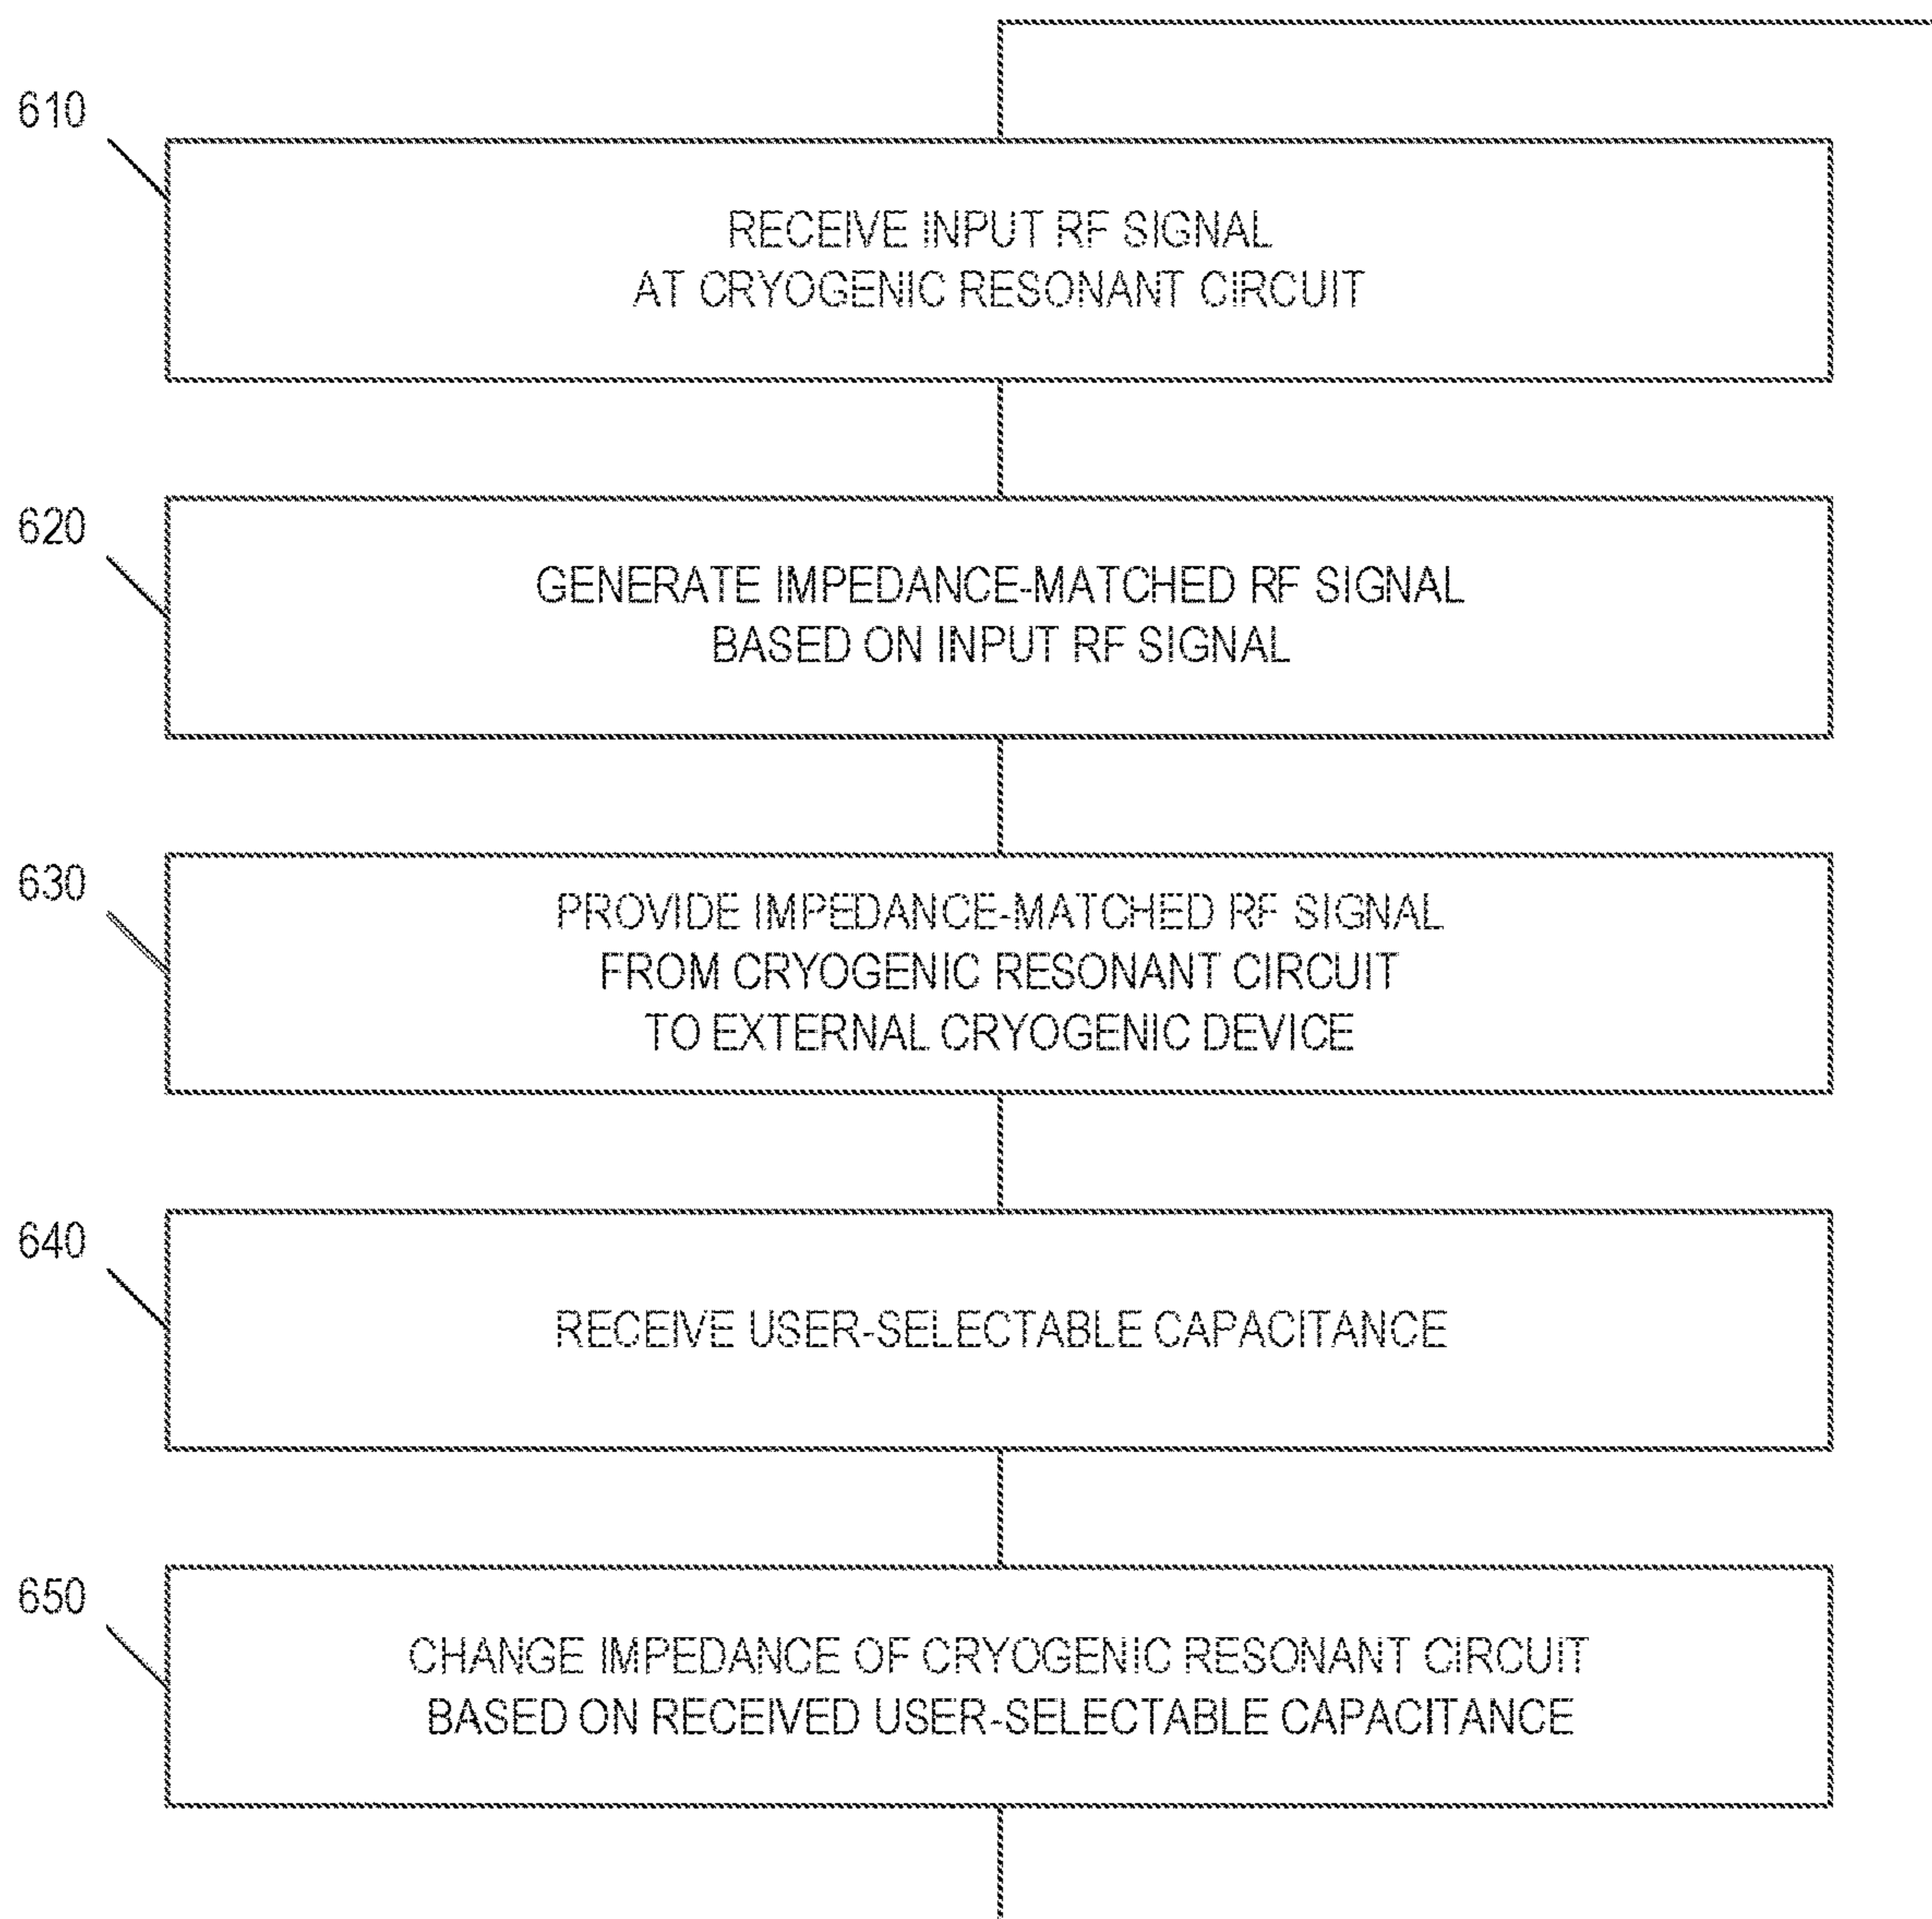 610
RECEIVE INPUT RF SIGNAL
AT CRYOGENIC RESONANT CIRCUIT
620
GENERATE IMPEDANCE-MATCHED RF SIGNAL
BASED ON INPUT RF SIGNAL
630
PROVIDE IMPEDANCE-MATCHED RF SIGNAL
FROM CRYOGENIC RESONANT CIRCUIT
TO EXTERNAL CRYOGENIC DEVICE
640
RECEIVE USER-SELECTABLE CAPACITANCE
650
CHANGE IMPEDANCE OF CRYOGENIC RESONANT CIRCUIT
BASED ON RECEIVED USER-SELECTABLE CAPACITANCE